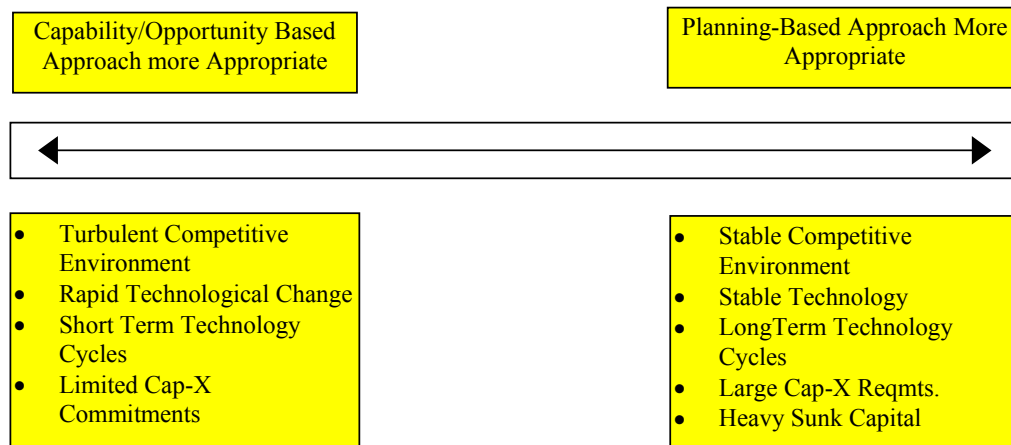 Capability/Opportunity Based
Approach more Appropriate
Planning-Based Approach More
Appropriate
• Turbulent Competitive
Environment
• Rapid Technological Change
• Short Term Technology
Cycles
• Limited Cap-X
Commitments
• Stable Competitive
Environment
• Stable Technology
• LongTerm Technology
Cycles
• Large Cap-X Reqmts.
• Heavy Sunk Capital